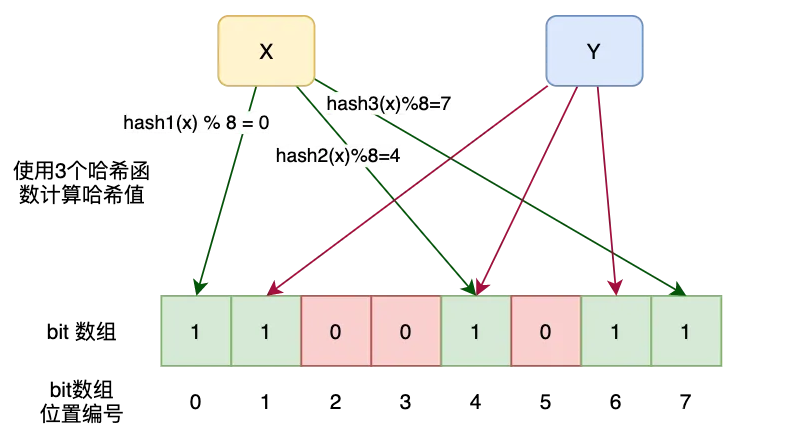 X
Y
hash3(x)%8=7
hash1(x) % 8 = 0
hash2(x)%8=4
使用3个哈希函
数计算哈希值
bit 数组
1 1 0 0 1 0 1 1
bit数组
位置编号
0 1 2 3 4 5 6 7